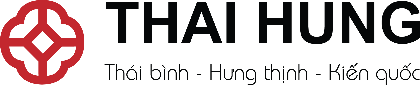 THAI HUNG
Thái bình - Hưng thịnh - Kiến quốc